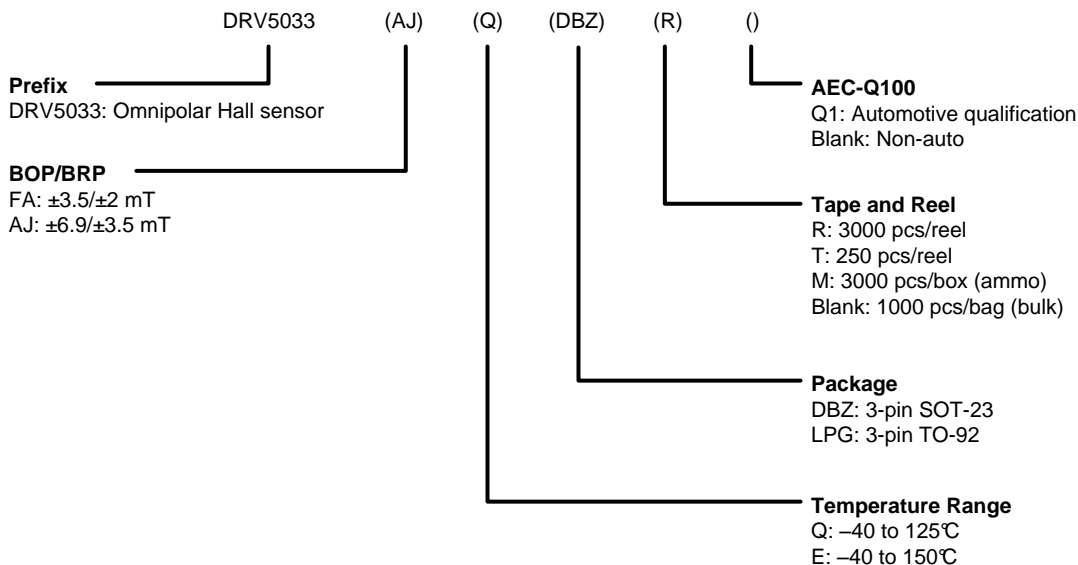 DRV5033 (AJ) (Q) (DBZ) (R) ()
Prefix
DRV5033: Omnipolar Hall sensor
BOP/BRP
FA: ±3.5/±2 mT
AJ: ±6.9/±3.5 mT
AEC-Q100
Q1: Automotive qualification
Blank: Non-auto
Tape and Reel
R: 3000 pcs/reel
T: 250 pcs/reel
M: 3000 pcs/box (ammo)
Blank: 1000 pcs/bag (bulk)
Package
DBZ: 3-pin SOT-23
LPG: 3-pin TO-92
Temperature Range
Q: –40 to 125°C
E: –40 to 150°C